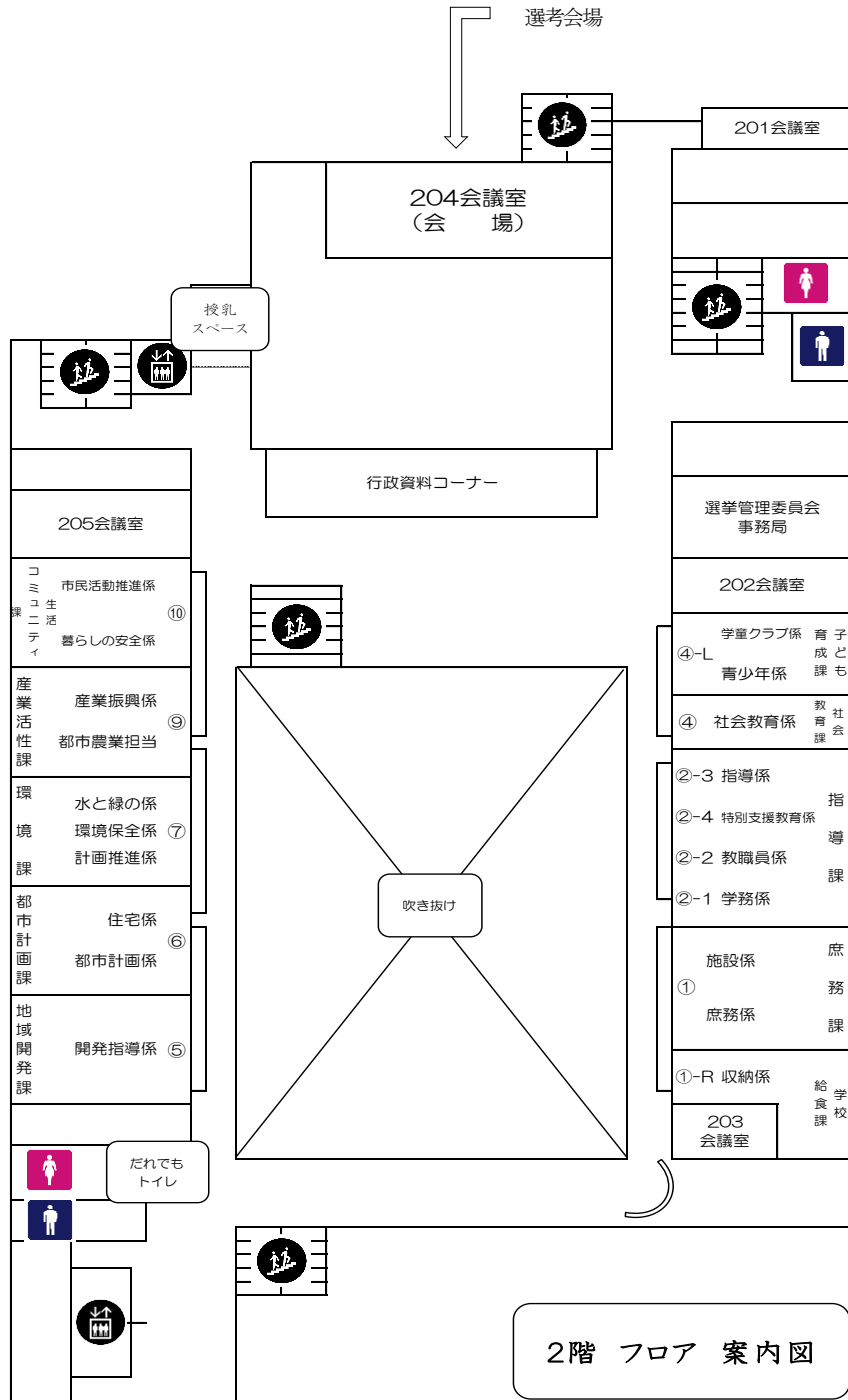 選考会場
201会議室
204会議室
(会　場)
授乳
スペース
行政資料コーナー
205会議室
コミュニティ
生活
課
市民活動推進係
⑩
暮らしの安全係
産業活性課
産業振興係
⑨
都市農業担当
環境課
水と緑の係
環境保全係 ⑦
計画推進係
都市計画課
住宅係
⑥
都市計画係
地域開発課
開発指導係 ⑤
だれでも
トイレ
吹き抜け
選挙管理委員会
事務局
202会議室
学童クラブ係
④-L
青少年係
子ども
育成課
④ 社会教育係
社会
教育課
②-3 指導係
②-4 特別支援教育係
②-2 教職員係
②-1 学務係
指導課
施設係
①
庶務係
庶務課
①-R 収納係
学校
給食課
203
会議室
2階 フロア 案内図